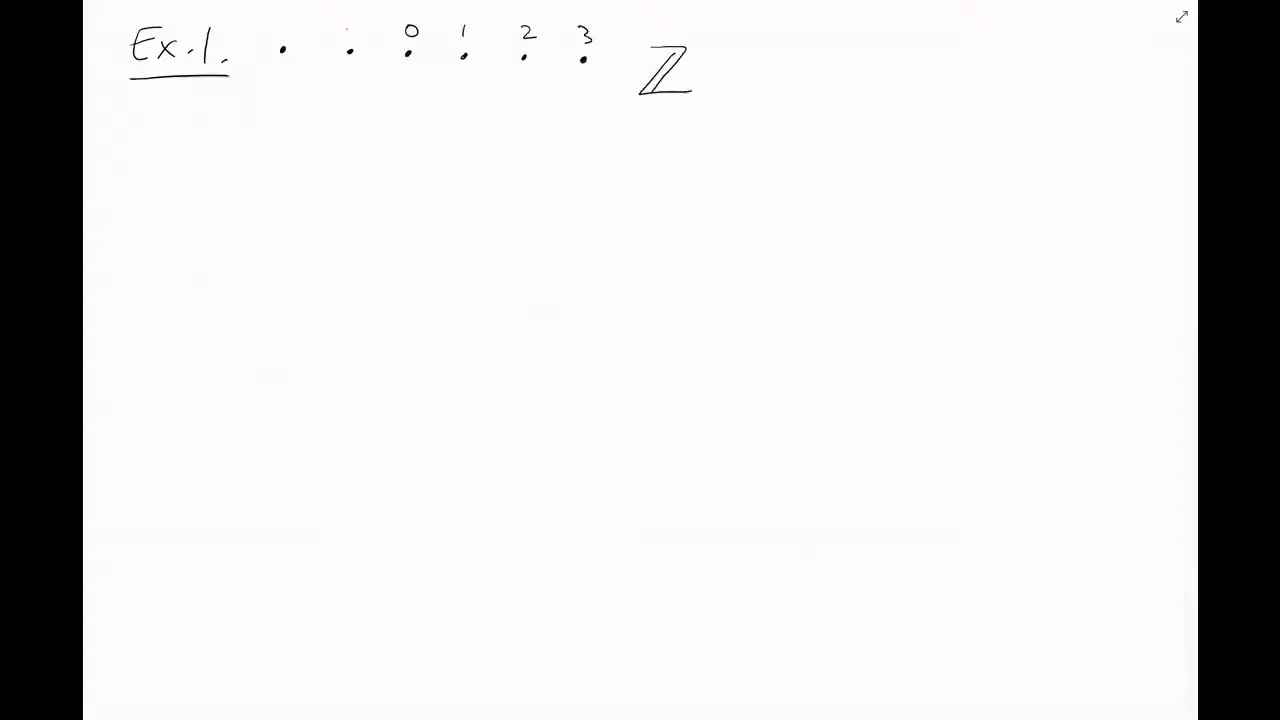 Ex.1. . . 0 1 2 3 ℤ